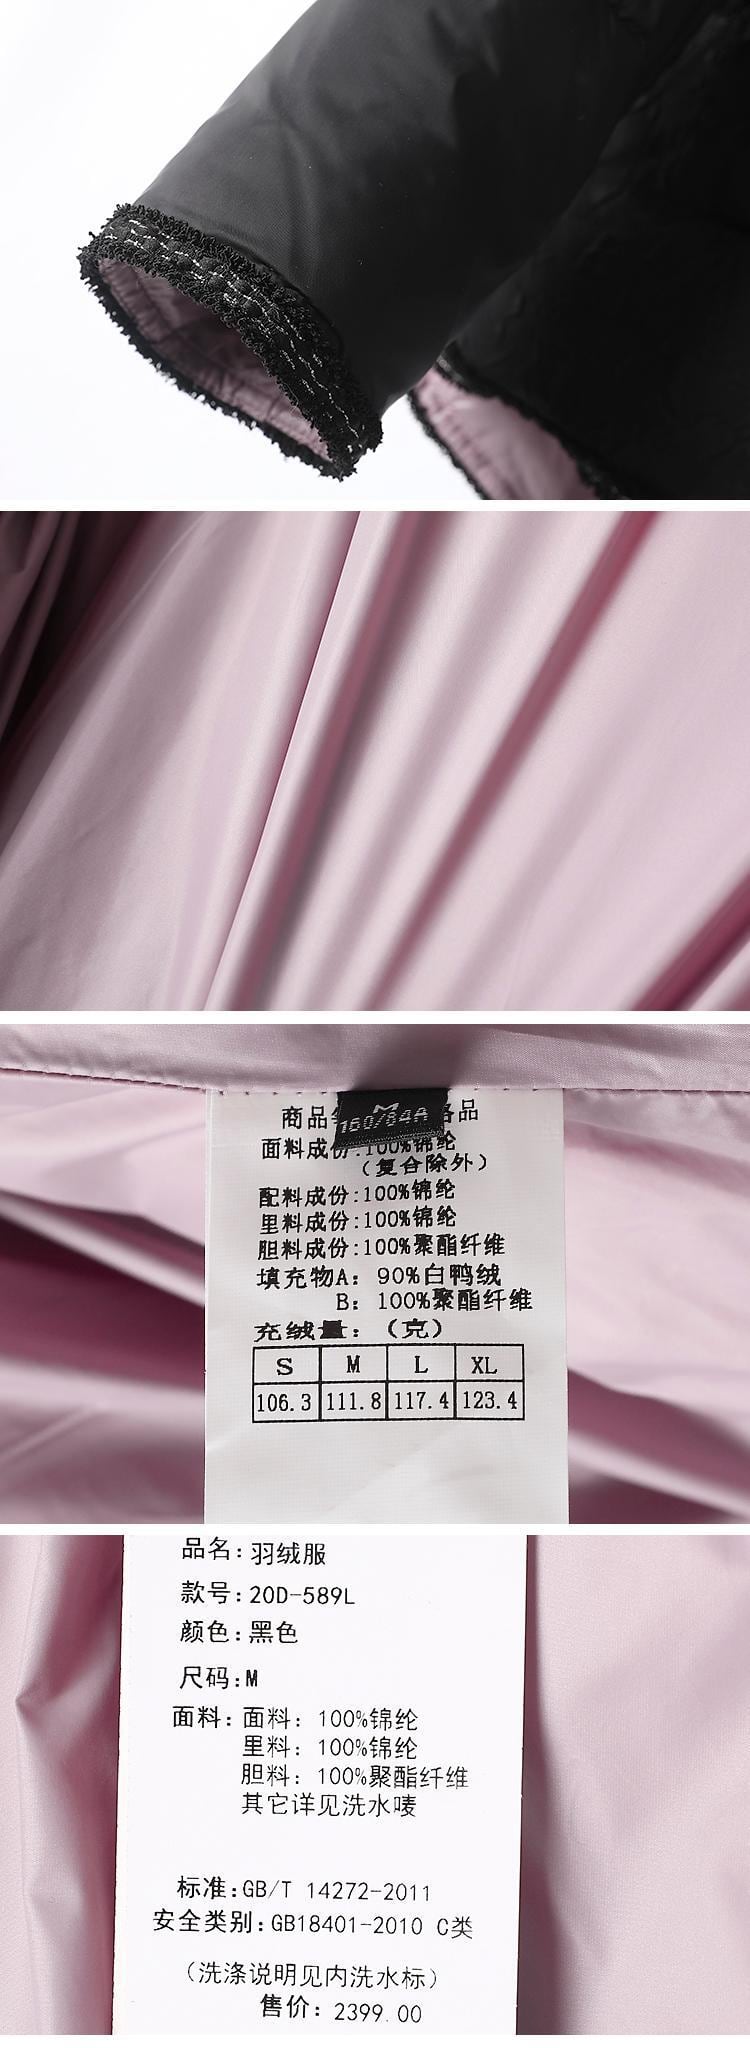 商品
M
160/84A
品
面料成份:100%锦纶
(复合除外)
配料成份:100%锦纶
里料成份:100%锦纶
胆料成份:100%聚酯纤维
填充物A: 90%白鸭绒
B: 100%聚酯纤维
充绒量: (克)
S M L XL
106.3 111.8 117.4 123.4
品名:羽绒服
款号:20D-589L
颜色:黑色
尺码:M
面料:面料: 100%锦纶
里料: 100%锦纶
胆料: 100%聚酯纤维
其它详见洗水唛
标准:GB/T 14272-2011
安全类别:GB18401-2010 C类
(洗涤说明见内洗水标)
售价: 2399.00